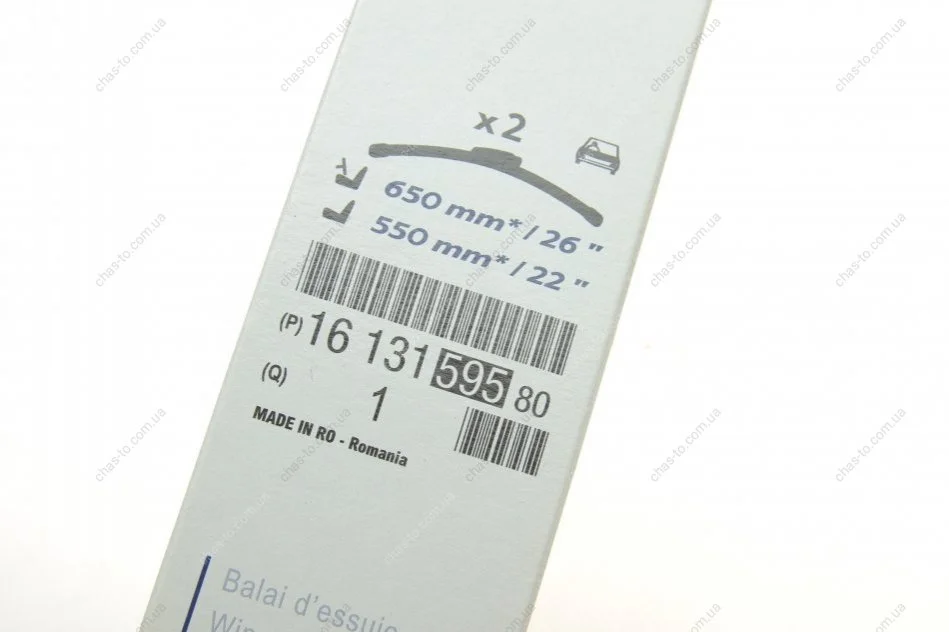 x2
650 mm* / 26 "
550 mm* / 22 "
(P) 16 131 595 80
(Q) 1
MADE IN RO - Romania
Balai d'essuie
chas-to.com.ua